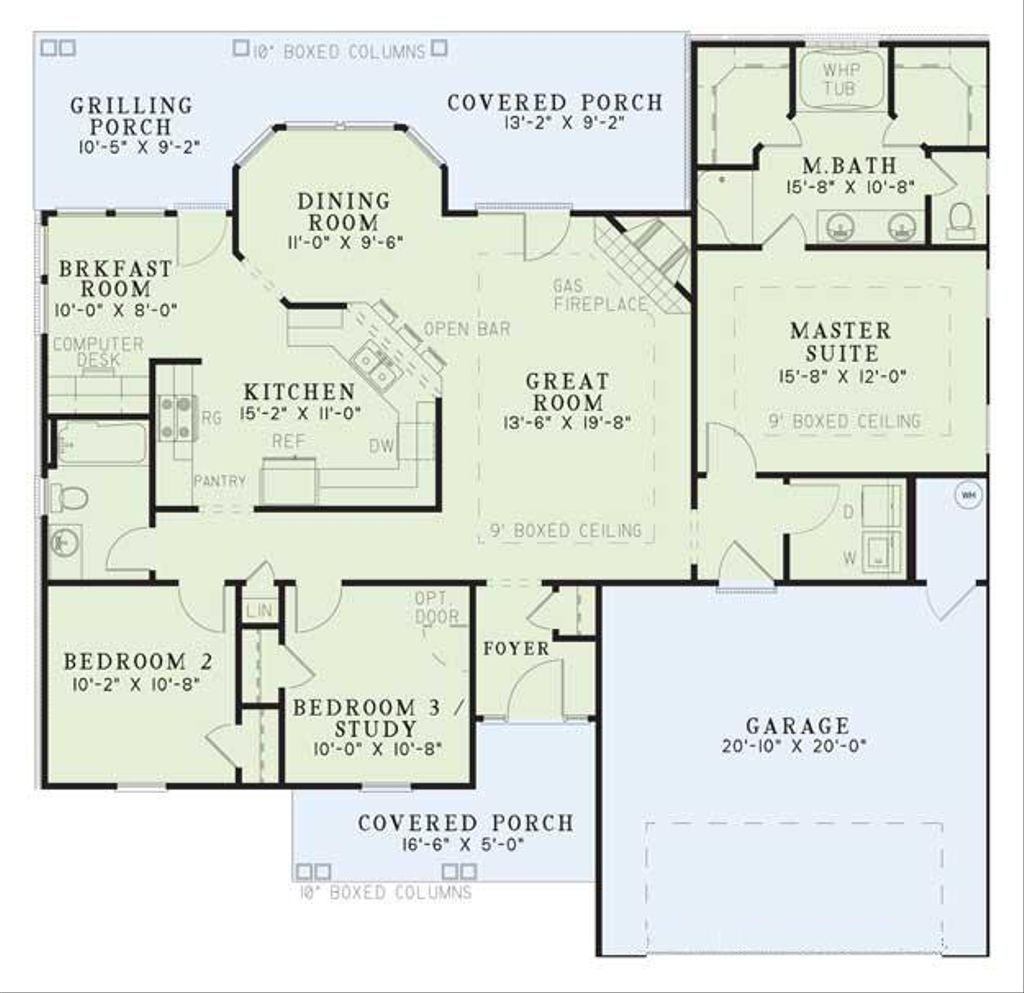 10" BOXED COLUMNS
GRILLING
PORCH
10'-5" X 9'-2"
COVERED PORCH
13'-2" X 9'-2"
WHP
TUB
M.BATH
15'-8" X 10'-8"
DINING
ROOM
11'-0" X 9'-6"
BRKFAST
ROOM
10'-0" X 8'-0"
COMPUTER
DESK
GAS
FIREPLACE
OPEN BAR
MASTER
SUITE
15'-8" X 12'-0"
9' BOXED CEILING
KITCHEN
15'-2" X 11'-0"
GREAT
ROOM
13'-6" X 19'-8"
RG
REF
DW
PANTRY
9' BOXED CEILING
D
W
WH
LIN
OPT.
DOOR
FOYER
BEDROOM 2
10'-2" X 10'-8"
BEDROOM 3 /
STUDY
10'-0" X 10'-8"
GARAGE
20'-10" X 20'-0"
COVERED PORCH
16'-6" X 5'-0"
10" BOXED COLUMNS